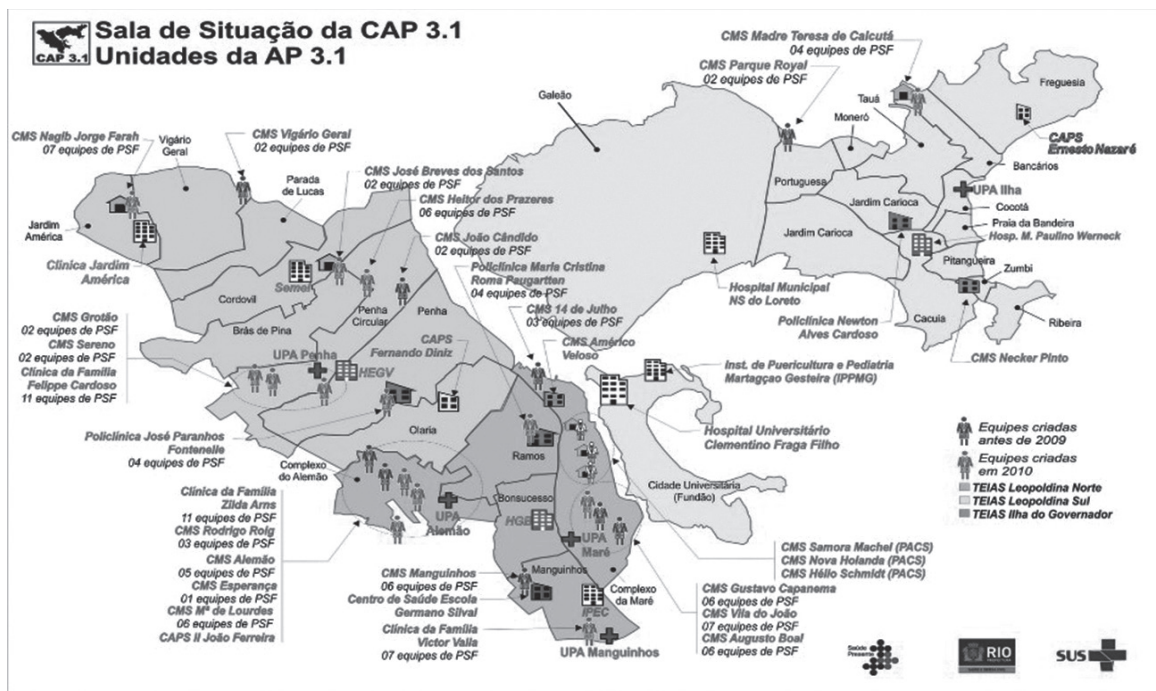 CAP 3.1
Sala de Situação da CAP 3.1
Unidades da AP 3.1
CMS Madre Teresa de Calcutá
04 equipes de PSF
CMS Parque Royal
02 equipes de PSF
Freguesia
Galeão
Tauá
Moneró
CAPS
Ernesto Nazaré
Bancários
CMS Nagib Jorge Farah
07 equipes de PSF
Vigário
Geral
CMS Vigário Geral
02 equipes de PSF
CMS José Breves dos Santos
02 equipes de PSF
Parada
de Lucas
CMS Heitor dos Prazeres
06 equipes de PSF
Portuguesa
UPA Ilha
Jardim Carioca
Cocotá
Praia da Bandeira
Hosp. M. Paulino Werneck
Jardim
América
Jardim Carioca
CMS João Cândido
02 equipes de PSF
Pitangueira
Zumbi
Clinica Jardim
América
Semel
Policlinica Maria Cristina
Roma Paugartten
04 equipes de PSF
Hospital Municipal
NS do Loreto
Cordovil
Penha
Circular
Penha
CMS 14 de Julho
03 equipes de PSF
Policlinica Newton
Alves Cardoso
Cacuia
Ribeira
CMS Grotão
02 equipes de PSF
CMS Sereno
02 equipes de PSF
Clínica da Família
Felippe Cardoso
11 equipes de PSF
Brás de Pina
UPA Penha
HEGV
CAPS
Fernando Diniz
CMS Américo
Veloso
CMS Necker Pinto
Inst. de Puericultura e Pediatria
Martagçao Gesteira (IPPMG)
Policlinica José Paranhos
Fontenelle
04 equipes de PSF
Olaria
Ramos
Hospital Universitário
Clementino Fraga Filho
Equipes criadas
antes de 2009
Equipes criadas
em 2010
TEIAS Leopoldina Norte
TEIAS Leopoldina Sul
TEIAS Ilha do Governador
Complexo
do Alemão
Cidade Universitária
(Fundão)
Clínica da Família
Zilda Arns
11 equipes de PSF
CMS Rodrigo Roig
03 equipes de PSF
CMS Alemão
05 equipes de PSF
CMS Esperança
01 equipes de PSF
CMS Mª de Lourdes
06 equipes de PSF
CAPS II João Ferreira
UPA
Alemão
Bonsucesso
HGB
UPA
Maré
CMS Samora Machel (PACS)
CMS Nova Holanda (PACS)
CMS Hélio Schmidt (PACS)
CMS Manguinhos
06 equipes de PSF
Centro de Saúde Escola
Germano Silval
Clínica da Família
Victor Valla
07 equipes de PSF
Manguinhos
IPEC
Complexo
da Maré
UPA Manguinhos
CMS Gustavo Capanema
06 equipes de PSF
CMS Vila do João
07 equipes de PSF
CMS Augusto Boal
06 equipes de PSF
Saúde
Presente
RIO
SUS